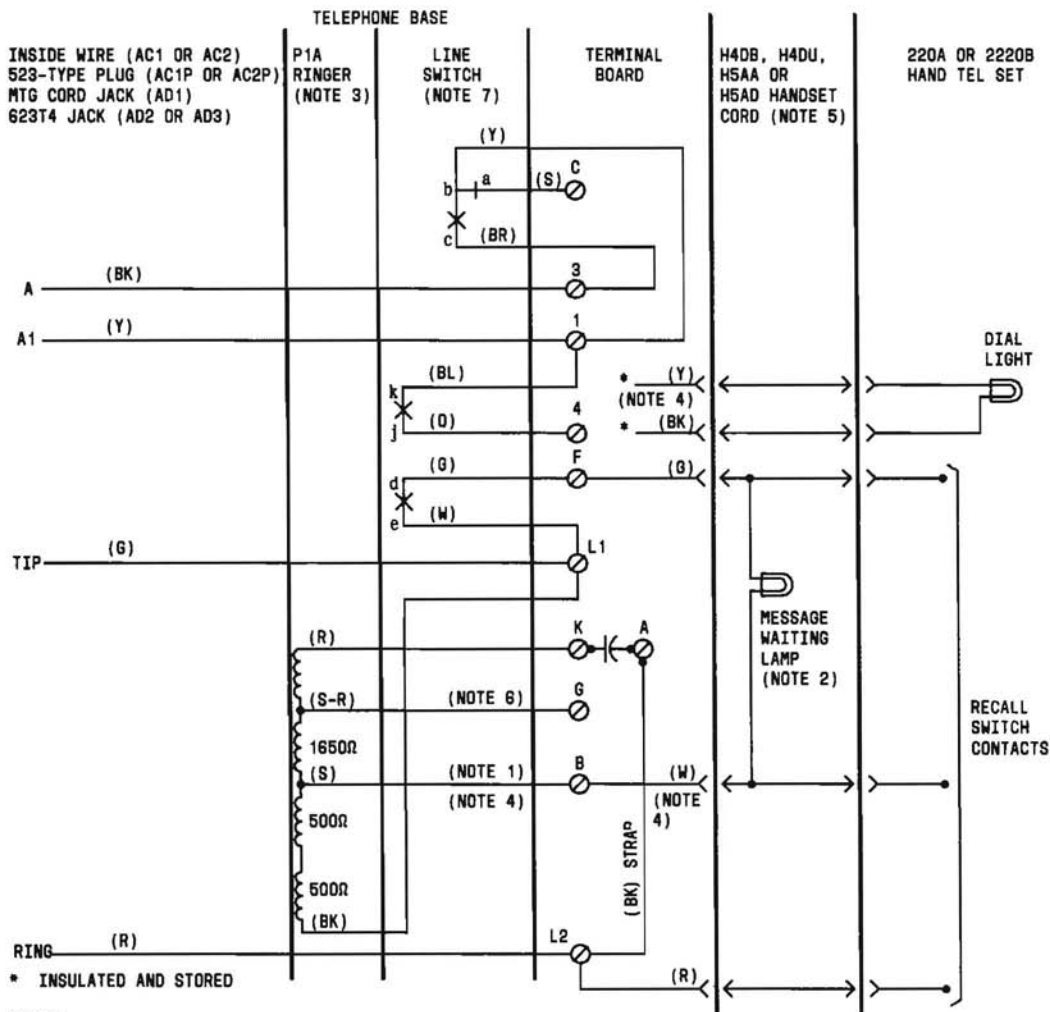 TELEPHONE BASE
INSIDE WIRE (AC1 OR AC2)
523-TYPE PLUG (AC1P OR AC2P)
MTG CORD JACK (AD1)
623T4 JACK (AD2 OR AD3)
P1A
RINGER
(NOTE 3)
LINE
SWITCH
(NOTE 7)
TERMINAL
BOARD
H4DB, H4DU,
H5AA OR
H5AD HANDSET
CORD (NOTE 5)
220A OR 2220B
HAND TEL SET
(Y)
C
b a (S)
c (BR)
3
A (BK)
1
A1 (Y)
DIAL
LIGHT
(BL)
k
* (Y)
(NOTE 4)
j (O) 4
* (BK)
(G) F (G)
d
e (W)
L1
TIP (G)
MESSAGE
WAITING
LAMP
(NOTE 2)
(R) K A
(S-R) (NOTE 6) G
RECALL
SWITCH
CONTACTS
1650Ω
(S) (NOTE 1) B (W)
(NOTE 4) (NOTE
4)
500Ω
(BK) STRAP
500Ω
(BK)
RING (R) L2
* INSULATED AND STORED
(R)